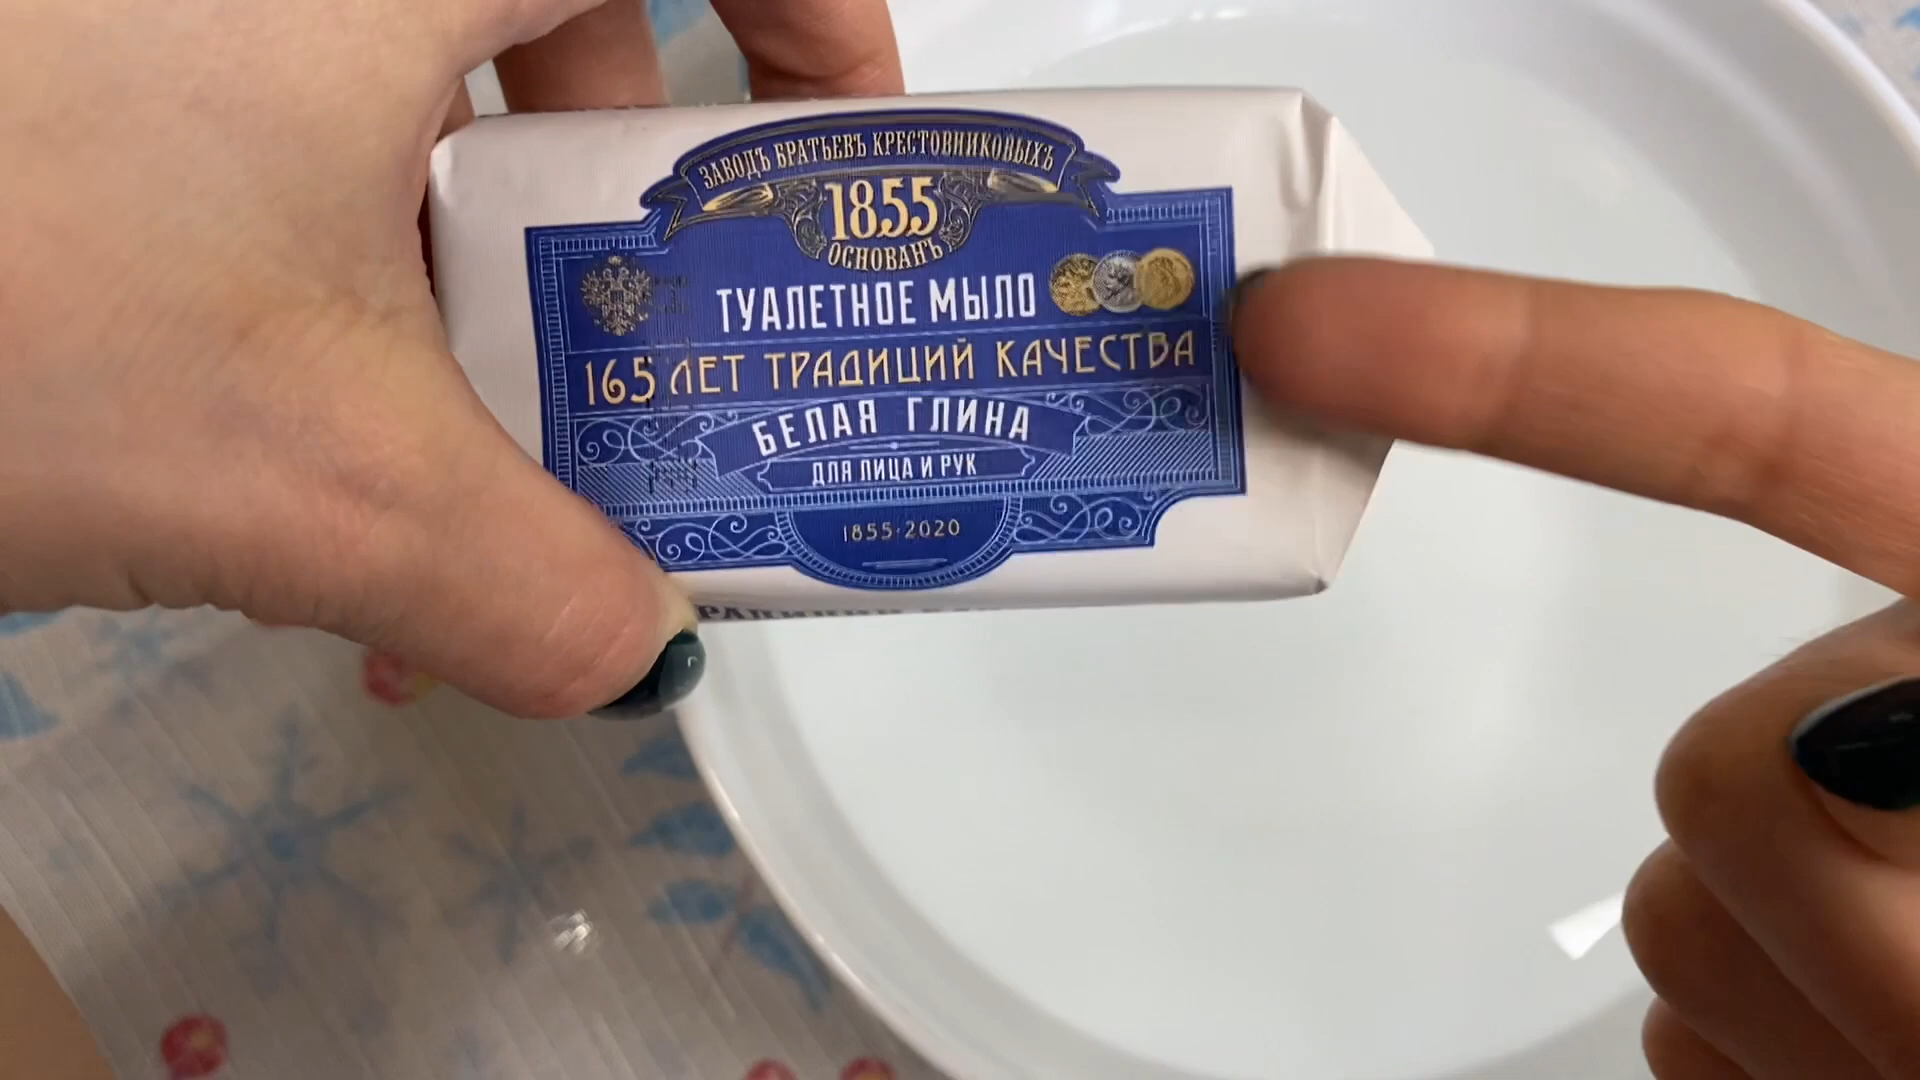 ЗАВОДЪ БРАТЬЕВЪ КРЕСТОВНИКОВЫХЪ
1855
ОСНОВАНЪ
ТУАЛЕТНОЕ МЫЛО
165 ЛЕТ ТРАДИЦИЙ КАЧЕСТВА
БЕЛАЯ ГЛИНА
ДЛЯ ЛИЦА И РУК
1855-2020